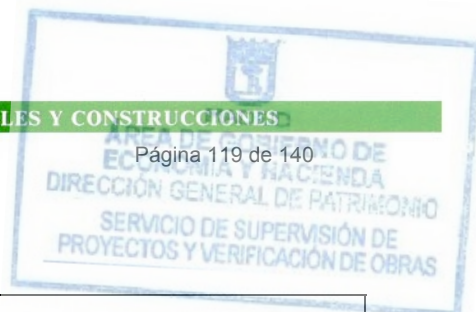 LES Y CONSTRUCCIONES
ÁREA DE GOBIERNO DE
Página 119 de 140
ECONOMÍA Y HACIENDA
DIRECCIÓN GENERAL DE PATRIMONIO
SERVICIO DE SUPERVISIÓN DE
PROYECTOS Y VERIFICACIÓN DE OBRAS